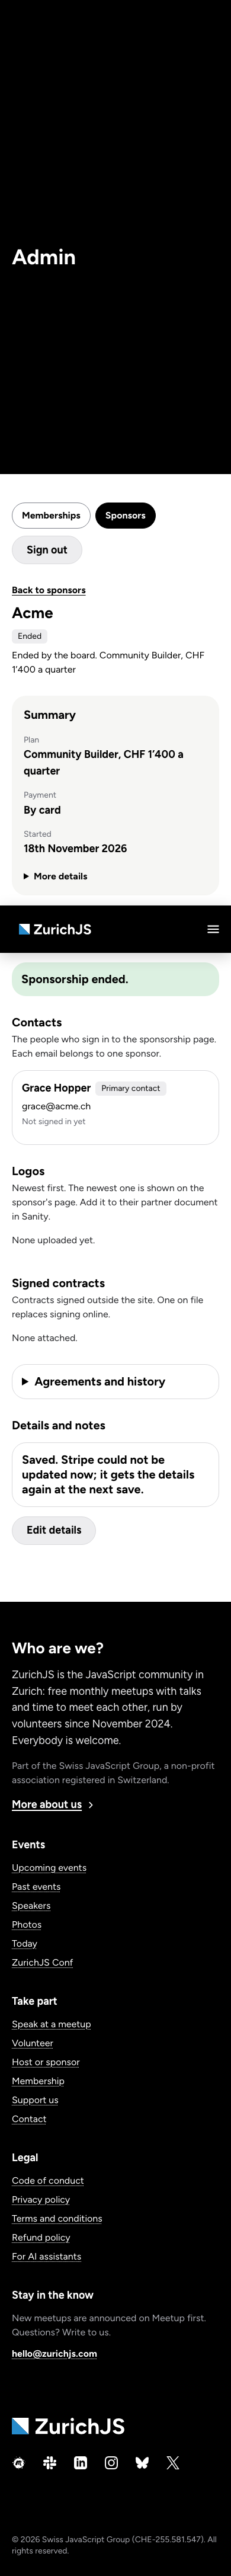 Admin
Memberships
Sponsors
Sign out
Back to sponsors
Acme
Ended
Ended by the board. Community Builder, CHF
1’400 a quarter
Summary
Plan
Community Builder, CHF 1’400 a
quarter
Payment
By card
Started
18th November 2026
More details
ZurichJS
Sponsorship ended.
Contacts
The people who sign in to the sponsorship page.
Each email belongs to one sponsor.
Grace Hopper
Primary contact
grace@acme.ch
Not signed in yet
Logos
Newest first. The newest one is shown on the
sponsor's page. Add it to their partner document
in Sanity.
None uploaded yet.
Signed contracts
Contracts signed outside the site. One on file
replaces signing online.
None attached.
Agreements and history
Details and notes
Saved. Stripe could not be
updated now; it gets the details
again at the next save.
Edit details
Who are we?
ZurichJS is the JavaScript community in
Zurich: free monthly meetups with talks
and time to meet each other, run by
volunteers since November 2024.
Everybody is welcome.
Part of the Swiss JavaScript Group, a non-profit
association registered in Switzerland.
More about us
Events
Upcoming events
Past events
Speakers
Photos
Today
ZurichJS Conf
Take part
Speak at a meetup
Volunteer
Host or sponsor
Membership
Support us
Contact
Legal
Code of conduct
Privacy policy
Terms and conditions
Refund policy
For AI assistants
Stay in the know
New meetups are announced on Meetup first.
Questions? Write to us.
hello@zurichjs.com
ZurichJS
© 2026 Swiss JavaScript Group (CHE-255.581.547). All
rights reserved.